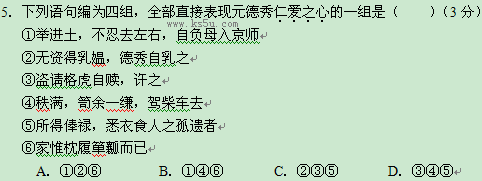 5. 下列语句编为四组，全部直接表现元德秀仁爱之心的一组是（　　）（3 分）
www.ks5u.com
①举进士，不忍去左右，自负母入京师
②无资得乳媪，德秀自乳之
③盗请格虎自赎，许之
④秩满，笥余一缣，驾柴车去
⑤所得俸禄，悉衣食人之孤遗者
⑥家惟枕履箪瓢而已
A. ①②⑥　　B. ①④⑥　　C. ②③⑤　　D. ③④⑤